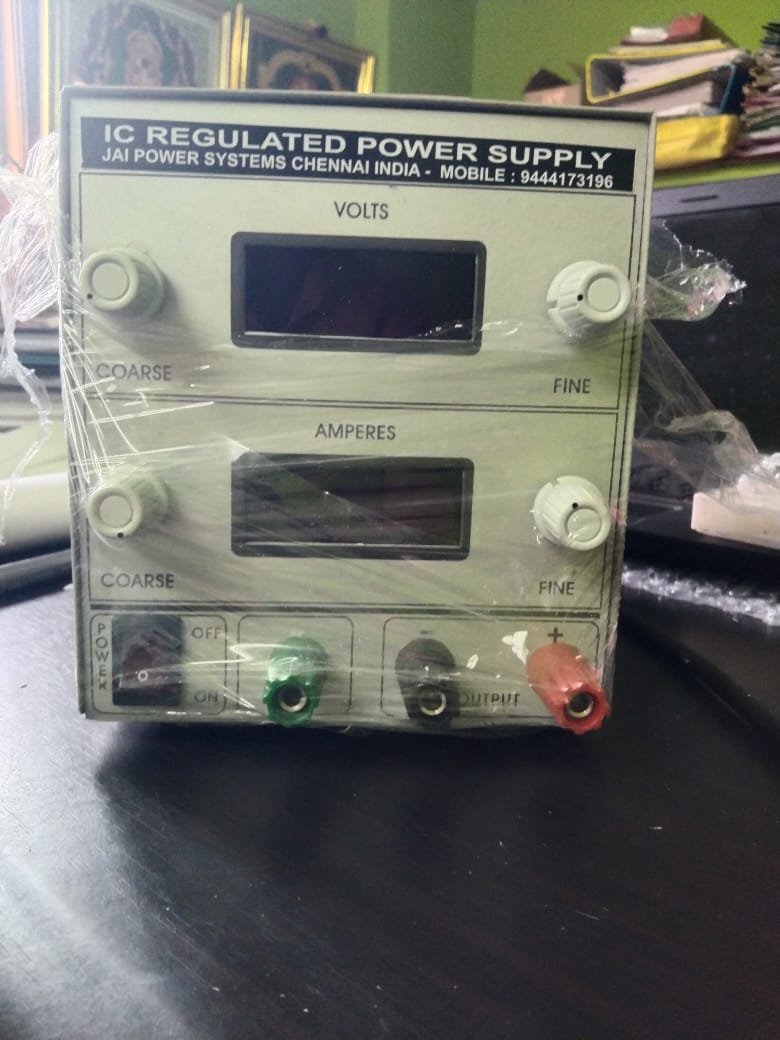 IC REGULATED POWER SUPPLY
JAI POWER SYSTEMS CHENNAI INDIA - MOBILE : 9444173196
VOLTS
COARSE
FINE
AMPERES
COARSE
FINE
POWER
OFF
ON
-
+
OUTPUT